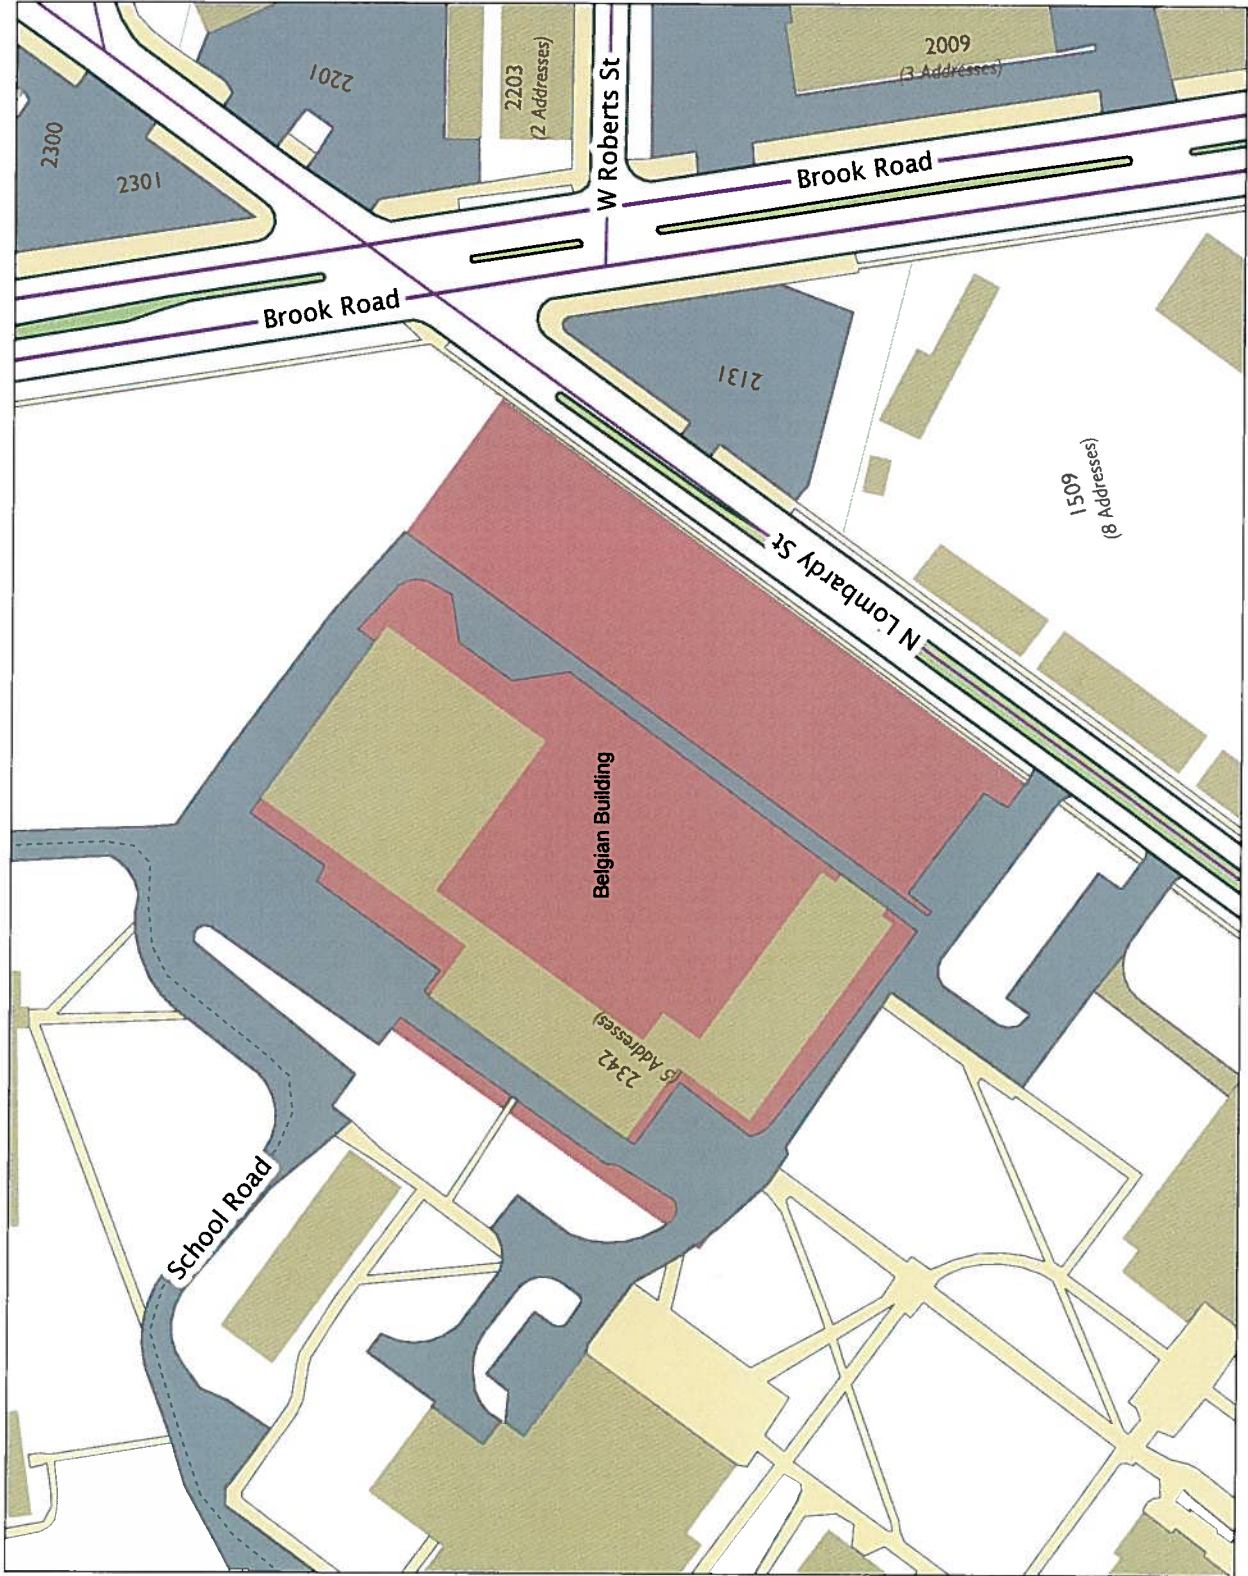 2009
(3 Addresses)
2201
2203
(2 Addresses)
W Roberts St
2300
2301
Brook Road
Brook Road
2131
1509
(8 Addresses)
N Lombardy St
Belgian Building
2342
(5 Addresses)
School Road